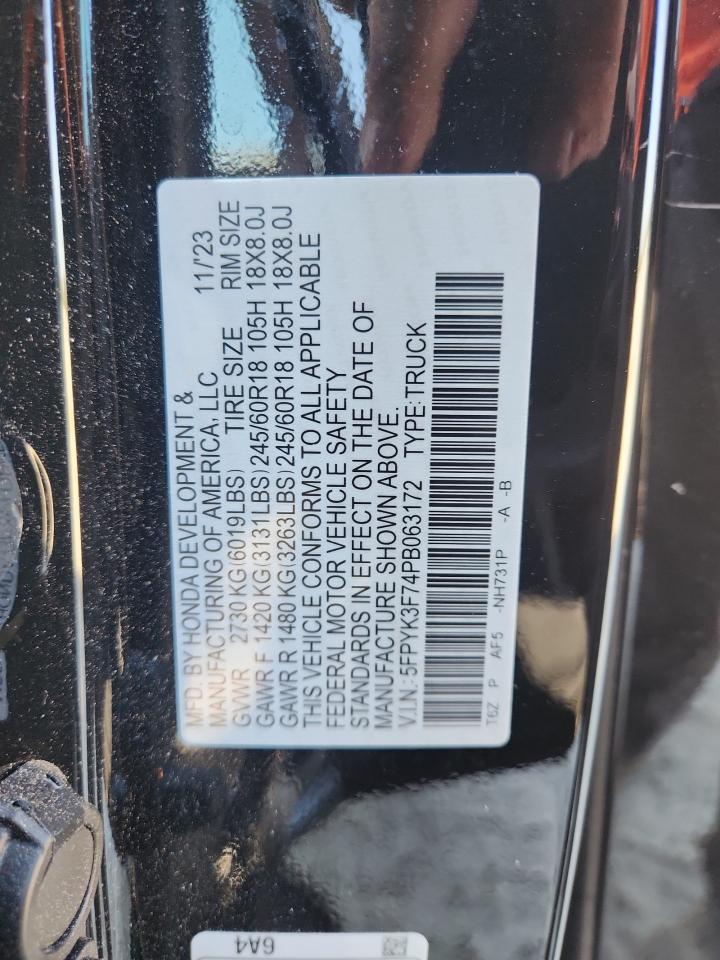 MFD. BY HONDA DEVELOPMENT &
MANUFACTURING OF AMERICA, LLC 11/'23
GVWR 2730 KG(6019LBS) TIRE SIZE RIM SIZE
GAWR F 1420 KG(3131LBS) 245/60R18 105H 18X8.0J
GAWR R 1480 KG(3263LBS) 245/60R18 105H 18X8.0J
THIS VEHICLE CONFORMS TO ALL APPLICABLE
FEDERAL MOTOR VEHICLE SAFETY
STANDARDS IN EFFECT ON THE DATE OF
MANUFACTURE SHOWN ABOVE.
V.I.N.: 5FPYK3F74PB063172 TYPE: TRUCK
T6Z P AF5 -NH731P -A -B
6A4